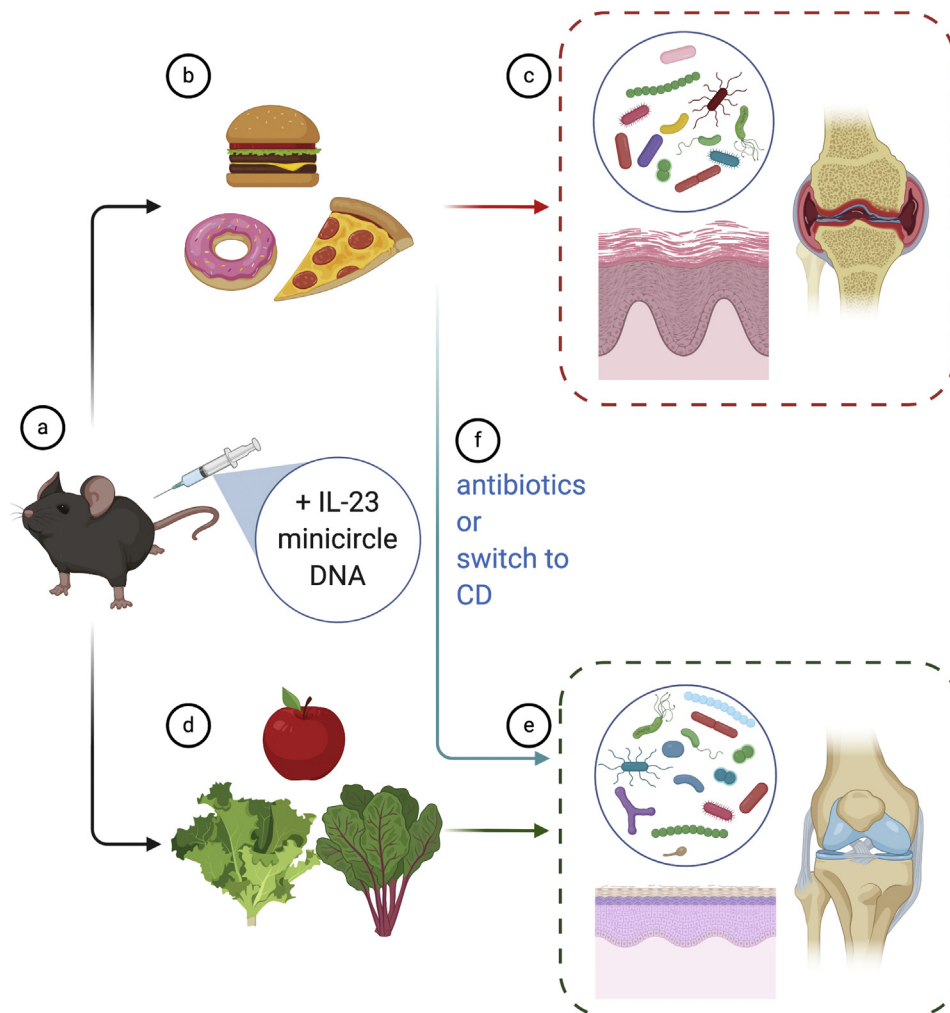 b
c
a
f
+ IL-23
minicircle
DNA
antibiotics
or
switch to
CD
d
e